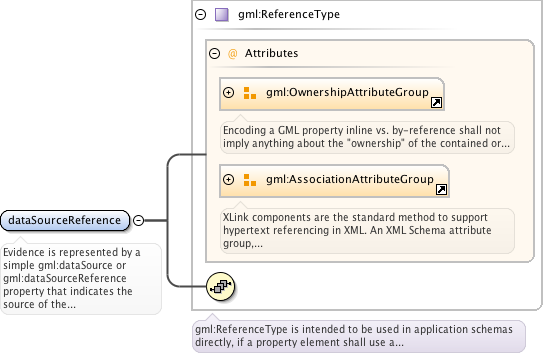 gml:ReferenceType
@ Attributes
gml:OwnershipAttributeGroup
Encoding a GML property inline vs. by-reference shall not
imply anything about the "ownership" of the contained or...
gml:AssociationAttributeGroup
XLink components are the standard method to support
hypertext referencing in XML. An XML Schema attribute
group,...
dataSourceReference
Evidence is represented by a
simple gml:dataSource or
gml:dataSourceReference
property that indicates the
source of the...
gml:ReferenceType is intended to be used in application schemas
directly, if a property element shall use a...